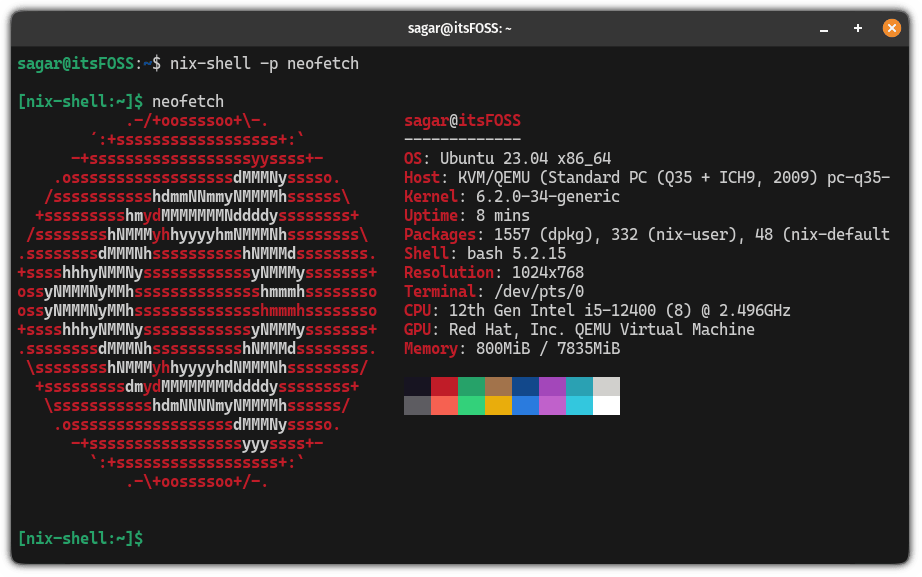 sagar@itsFOSS: ~
sagar@itsFOSS:~$ nix-shell -p neofetch
[nix-shell:~]$ neofetch
.-/+oossssoo+\-.
´:+ssssssssssssssssss+:`
-+ssssssssssssssssssyyssss+-
.ossssssssssssssssssdMMMNysssso.
/ssssssssssshdmmNNmmyNMMMMhssssss\
+ssssssssshmydMMMMMMMNddddyssssssss+
/sssssssshNMMMyhhyyyyhmNMMMNhssssssss\
.ssssssssdMMMNhsssssssssshNMMMdssssssss.
+sssshhhyNMMNyssssssssssssyNMMMysssssss+
ossyNMMMNyMMhsssssssssssssshmmmhssssssso
ossyNMMMNyMMhsssssssssssssshmmmhssssssso
+sssshhhyNMMNyssssssssssssyNMMMysssssss+
.ssssssssdMMMNhsssssssssshNMMMdssssssss.
\sssssssshNMMMyhhyyyyhdNMMMNhssssssss/
+sssssssssdmydMMMMMMMMddddyssssssss+
\ssssssssssshdmNNNNmyNMMMMhssssss/
.ossssssssssssssssssdMMMNysssso.
-+sssssssssssssssssyyyssss+-
`:+ssssssssssssssssss+:`
.-\+oossssoo+/-.
sagar@itsFOSS
-------------
OS: Ubuntu 23.04 x86_64
Host: KVM/QEMU (Standard PC (Q35 + ICH9, 2009) pc-q35-
Kernel: 6.2.0-34-generic
Uptime: 8 mins
Packages: 1557 (dpkg), 332 (nix-user), 48 (nix-default
Shell: bash 5.2.15
Resolution: 1024x768
Terminal: /dev/pts/0
CPU: 12th Gen Intel i5-12400 (8) @ 2.496GHz
GPU: Red Hat, Inc. QEMU Virtual Machine
Memory: 800MiB / 7835MiB
[nix-shell:~]$